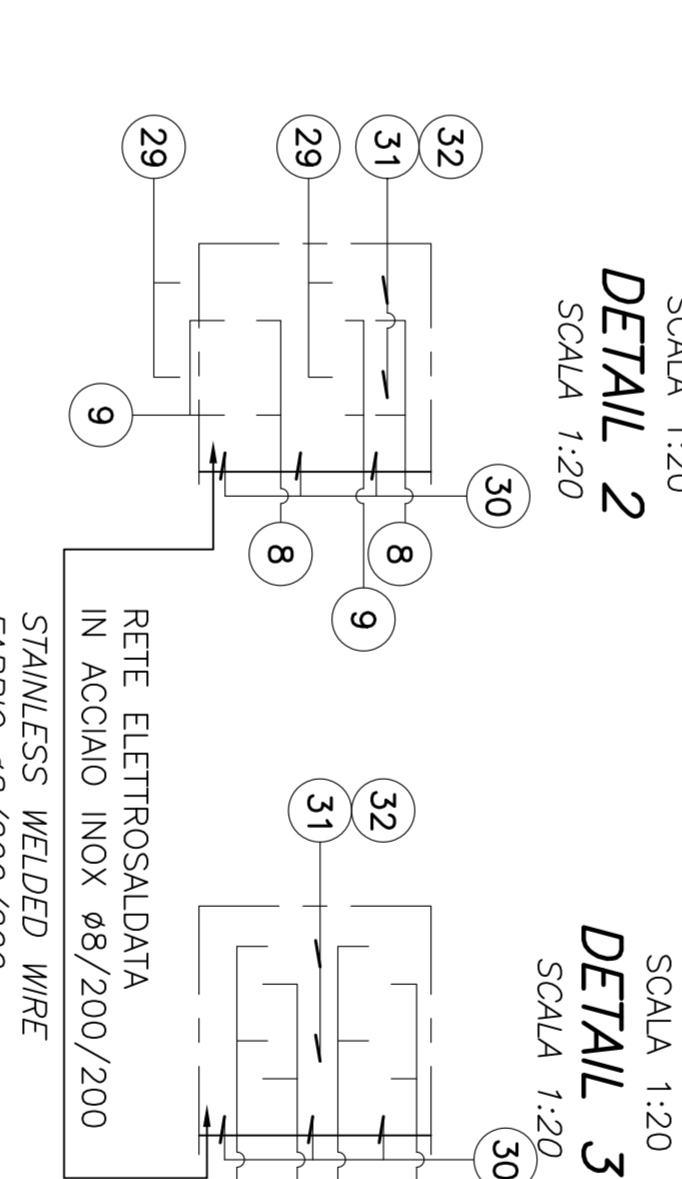 SCALA 1:20
DETAIL 2
SCALA 1:20
32
31
29
29
30
8
8
9
9
RETE ELETTROSALDATA
IN ACCIAIO INOX ø8/200/200
STAINLESS WELDED WIRE
SCALA 1:20
DETAIL 3
SCALA 1:20
32
31
30